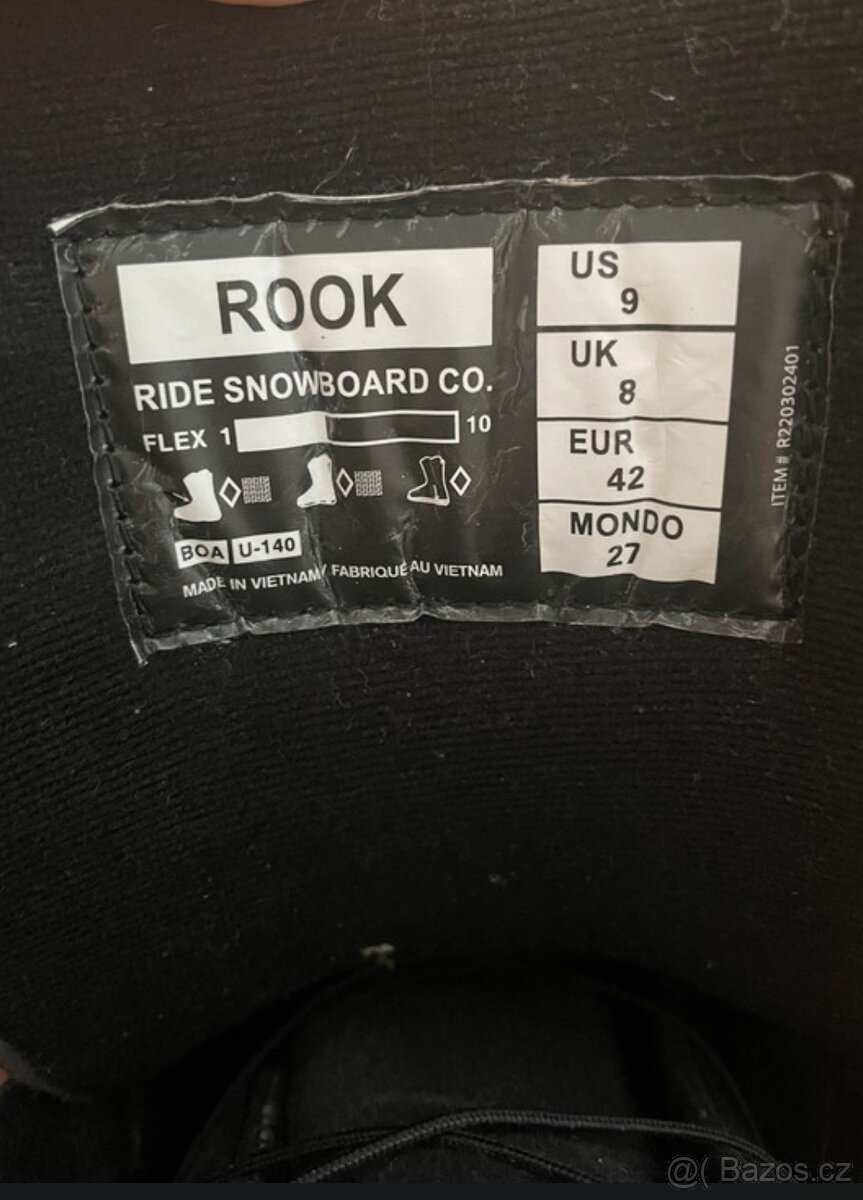 ROOK
RIDE SNOWBOARD CO.
FLEX 1 10
BOA U-140
MADE IN VIETNAM / FABRIQUÉ AU VIETNAM
US
9
UK
8
EUR
42
MONDO
27
ITEM # R220302401
@( Bazos.cz